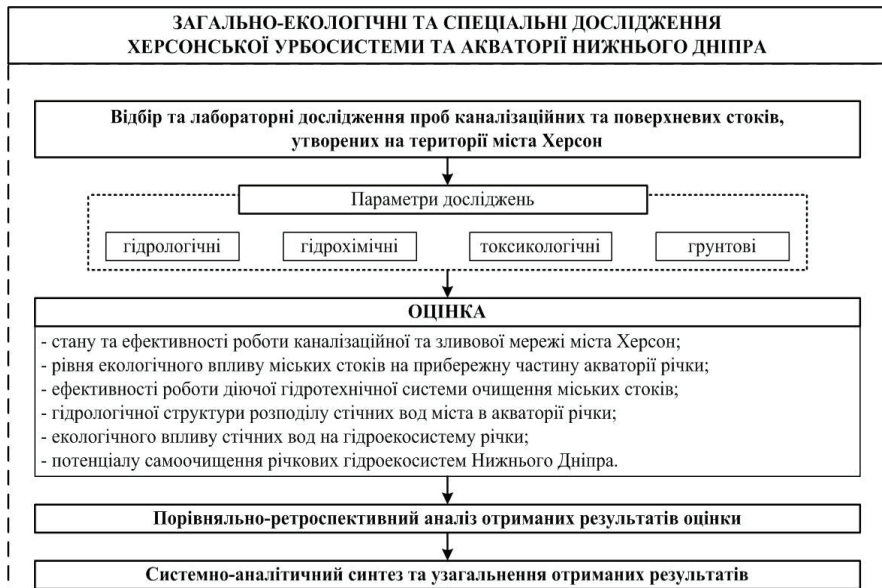 ЗАГАЛЬНО-ЕКОЛОГІЧНІ ТА СПЕЦІАЛЬНІ ДОСЛІДЖЕННЯ
ХЕРСОНСЬКОЇ УРБОСИСТЕМИ ТА АКВАТОРІЇ НИЖНЬОГО ДНІПРА
Відбір та лабораторні дослідження проб каналізаційних та поверхневих стоків,
утворених на території міста Херсон
Параметри досліджень
гідрологічні гідрохімічні токсикологічні грунтові
ОЦІНКА
- стану та ефективності роботи каналізаційної та зливової мережі міста Херсон;
- рівня екологічного впливу міських стоків на прибережну частину акваторії річки;
- ефективності роботи діючої гідротехнічної системи очищення міських стоків;
- гідрологічної структури розподілу стічних вод міста в акваторії річки;
- екологічного впливу стічних вод на гідроекосистему річки;
- потенціалу самоочищення річкових гідроекосистем Нижнього Дніпра.
Порівняльно-ретроспективний аналіз отриманих результатів оцінки
Системно-аналітичний синтез та узагальнення отриманих результатів